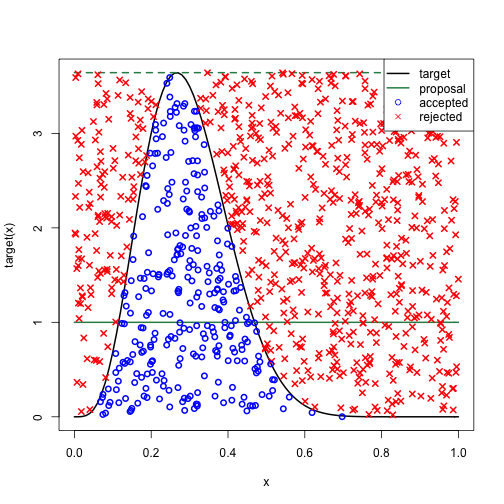 target
proposal
accepted
rejected
target(x)
3
2
1
0
0.0 0.2 0.4 0.6 0.8 1.0
x